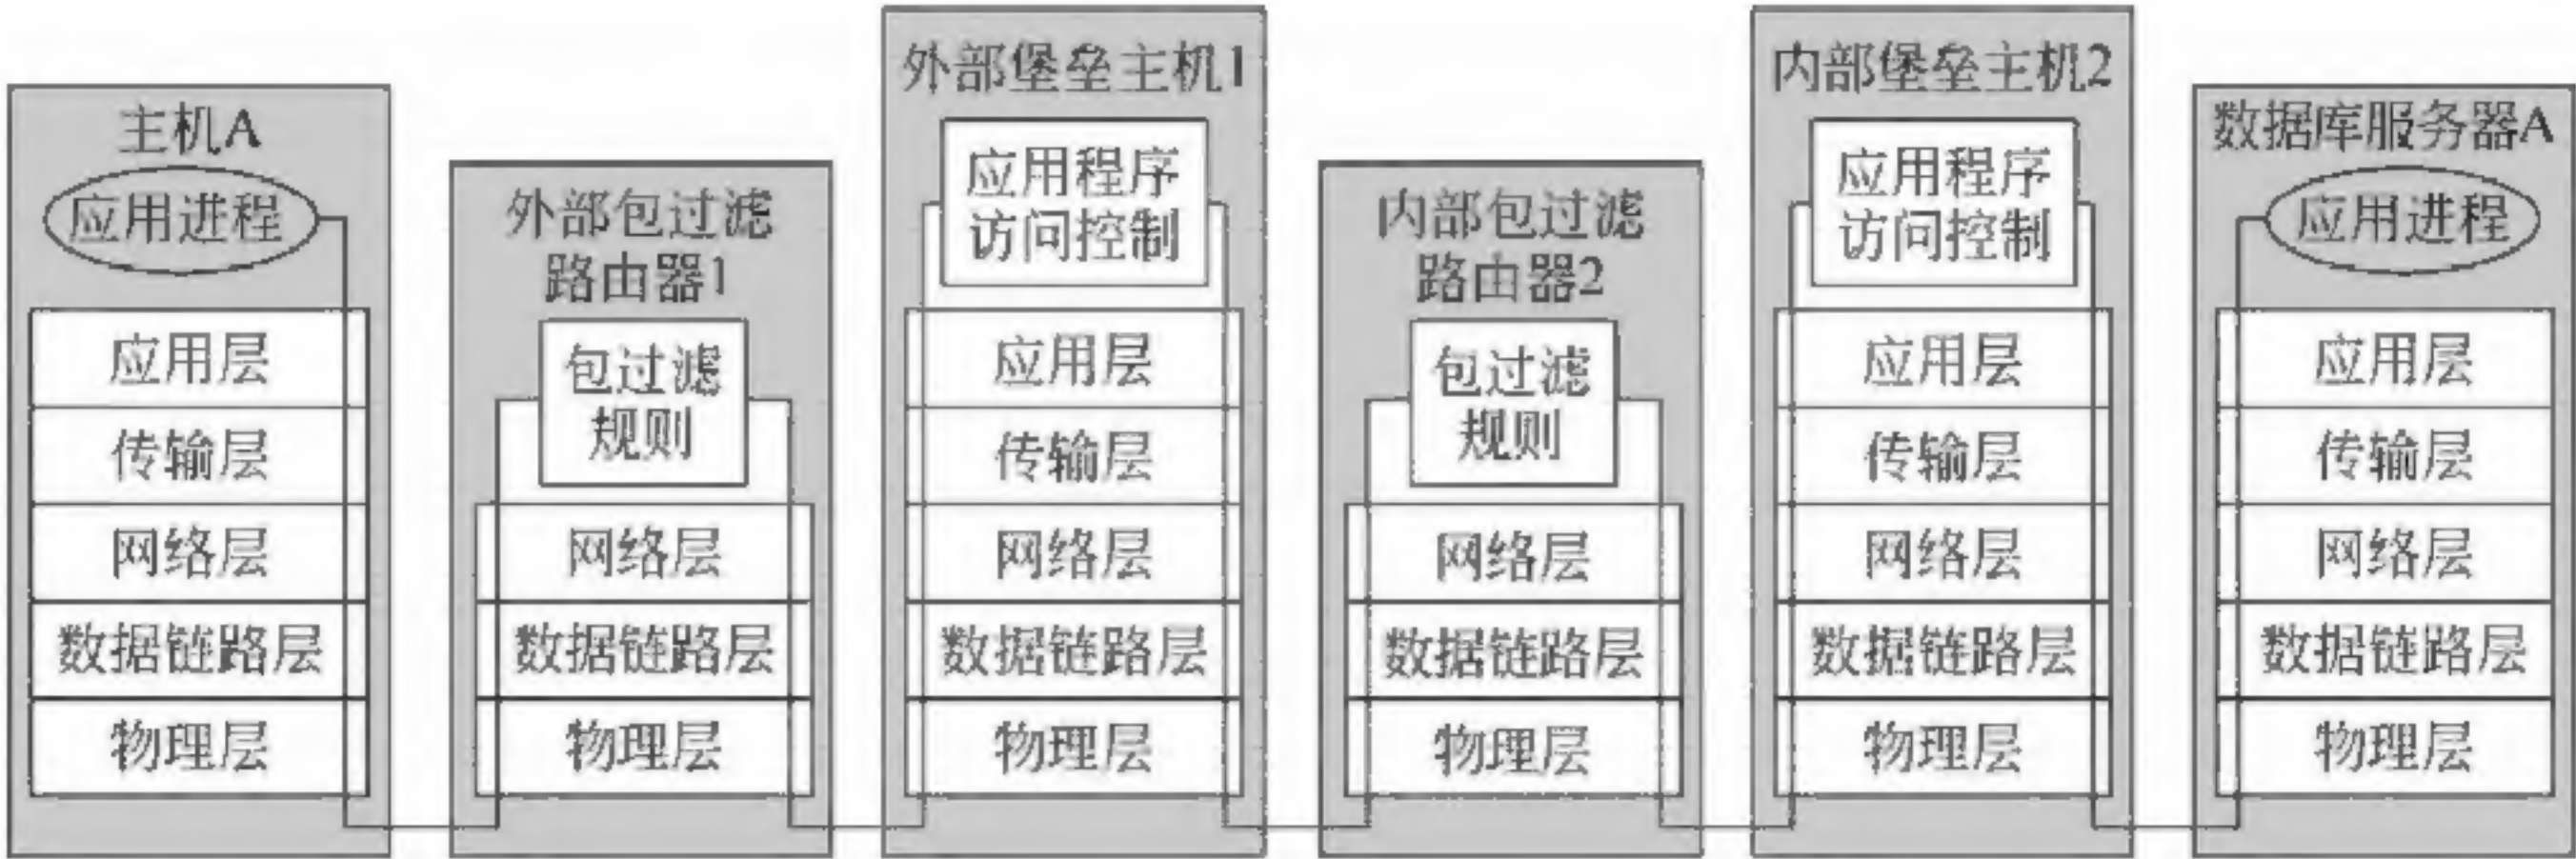 主机A
应用进程
应用层
传输层
网络层
数据链路层
物理层
外部包过滤
路由器1
包过滤
规则
网络层
数据链路层
物理层
外部堡垒主机1
应用程序
访问控制
应用层
传输层
网络层
数据链路层
物理层
内部包过滤
路由器2
包过滤
规则
网络层
数据链路层
物理层
内部堡垒主机2
应用程序
访问控制
应用层
传输层
网络层
数据链路层
物理层
数据库服务器A
应用进程
应用层
传输层
网络层
数据链路层
物理层